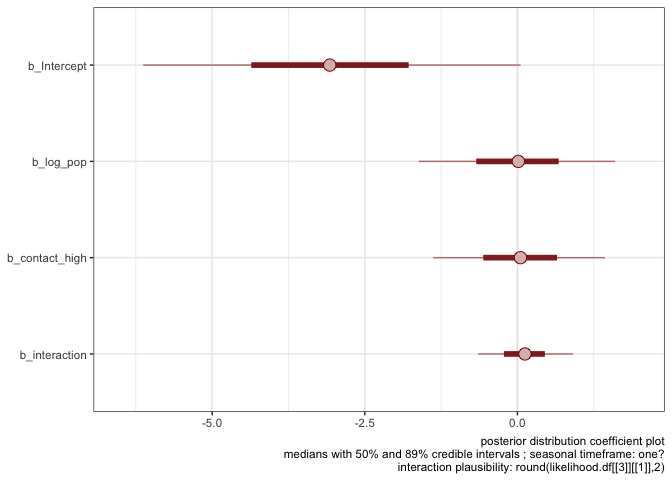 b_Intercept
b_log_pop
b_contact_high
b_interaction
-5.0 -2.5 0.0
posterior distribution coefficient plot
medians with 50% and 89% credible intervals ; seasonal timeframe: one?
interaction plausibility: round(likelihood.df[[3]][[1]],2)